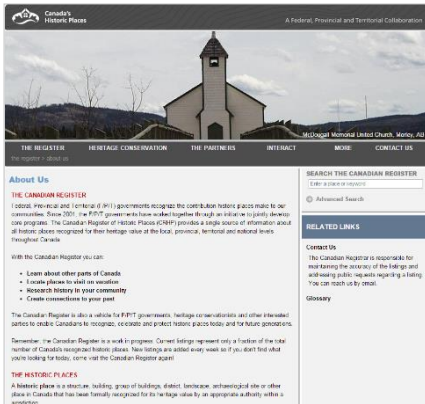 Canada's
Historic Places
A Federal, Provincial and Territorial Collaboration
McDougall Memorial United Church, Morley, AB
THE REGISTER HERITAGE CONSERVATION THE PARTNERS INTERACT MORE CONTACT US
the register > about us
About Us
THE CANADIAN REGISTER
Federal, Provincial and Territorial (F/P/T) governments recognize the contribution historic places make to our
communities. Since 2001, the F/P/T governments have worked together through an initiative to jointly develop
core programs. The Canadian Register of Historic Places (CRHP) provides a single source of information about
all historic places recognized for their heritage value at the local, provincial, territorial and national levels
throughout Canada.
With the Canadian Register you can:
• Learn about other parts of Canada
• Locate places to visit on vacation
• Research history in your community
• Create connections to your past
The Canadian Register is also a vehicle for F/P/T governments, heritage conservationists and other interested
parties to enable Canadians to recognize, celebrate and protect historic places today and for future generations.
Remember, the Canadian Register is a work in progress. Current listings represent only a fraction of the total
number of Canada's recognized historic places. New listings are added every week so if you don't find what
you're looking for today, come visit the Canadian Register again!
THE HISTORIC PLACES
A historic place is a structure, building, group of buildings, district, landscape, archaeological site or other
place in Canada that has been formally recognized for its heritage value by an appropriate authority within a
jurisdiction.
SEARCH THE CANADIAN REGISTER
Enter a place or keyword
Advanced Search
RELATED LINKS
Contact Us
The Canadian Registrar is responsible for
maintaining the accuracy of the listings and
addressing public requests regarding a listing.
You can reach us by email.
Glossary